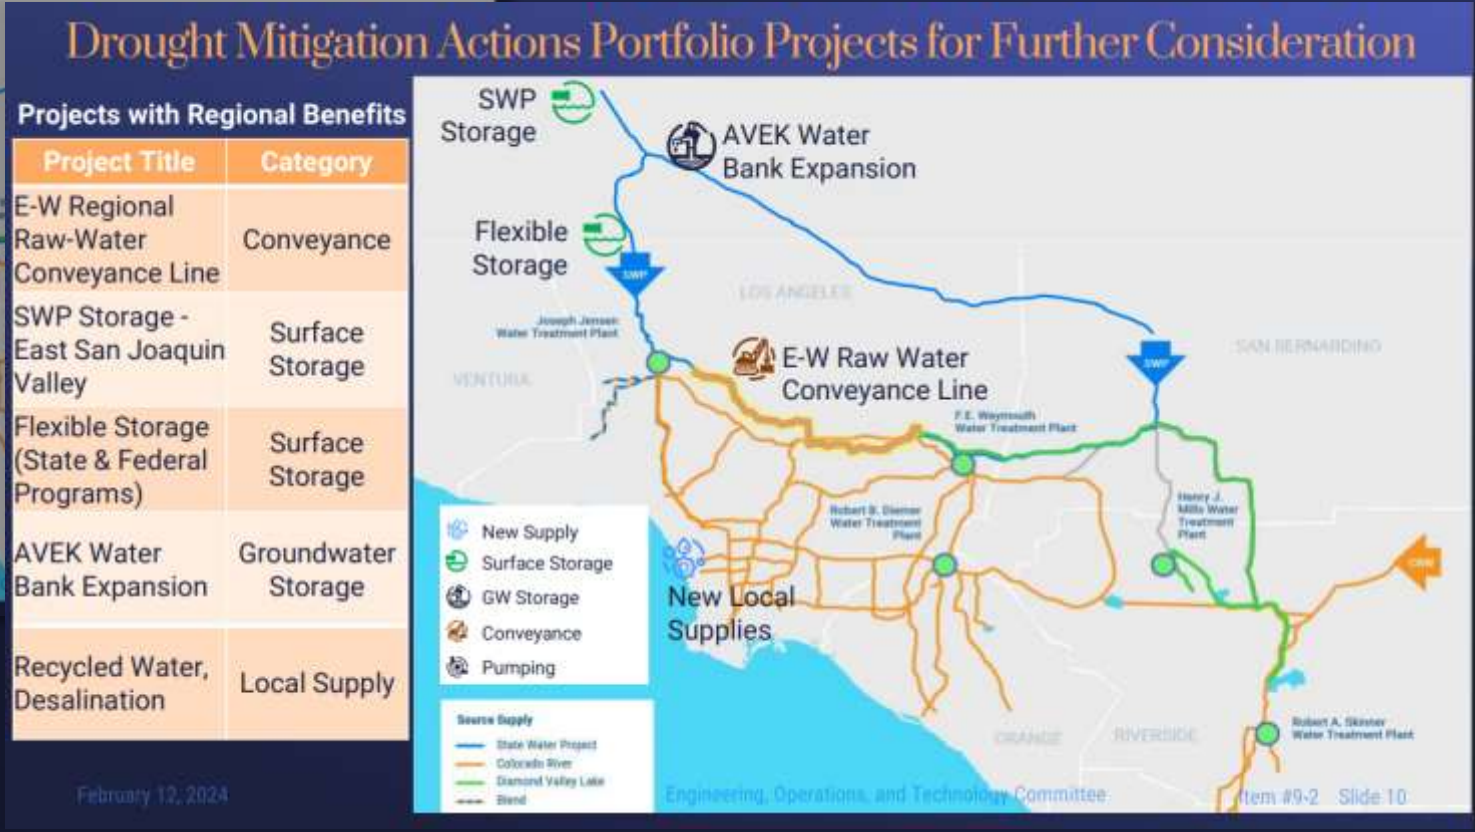 Drought Mitigation Actions Portfolio Projects for Further Consideration
Projects with Regional Benefits
Project Title
Category
E-W Regional
Raw-Water
Conveyance Line
Conveyance
SWP Storage -
East San Joaquin
Valley
Surface
Storage
Flexible Storage
(State & Federal
Programs)
Surface
Storage
AVEK Water
Bank Expansion
Groundwater
Storage
Recycled Water,
Desalination
Local Supply
SWP
Storage
AVEK Water
Bank Expansion
Flexible
Storage
SWP
LOS ANGELES
Joseph Jensen
Water Treatment Plant
SAN BERNARDINO
SWP
E-W Raw Water
Conveyance Line
VENTURA
F.E. Weymouth
Water Treatment Plant
Robert B. Diemer
Water Treatment
Plant
Henry J.
Mills Water
Treatment
Plant
CRW
New Supply
Surface Storage
GW Storage
Conveyance
Pumping
New Local
Supplies
Source Supply
State Water Project
Colorado River
Diamond Valley Lake
Blend
ORANGE
RIVERSIDE
Robert A. Skinner
Water Treatment Plant
February 12, 2024
Engineering, Operations, and Technology Committee
Item #9-2 Slide 10